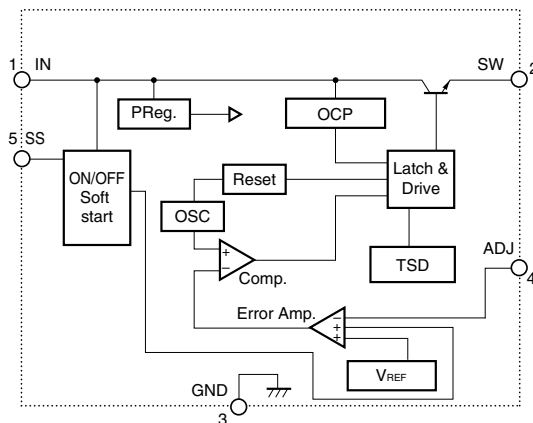 1 IN
SW 2
PReg.
OCP
5 SS
ON/OFF
Soft
start
Latch &
Drive
Reset
OSC
+
−
Comp.
TSD
ADJ
4
Error Amp.
−
+
+
VREF
GND
3